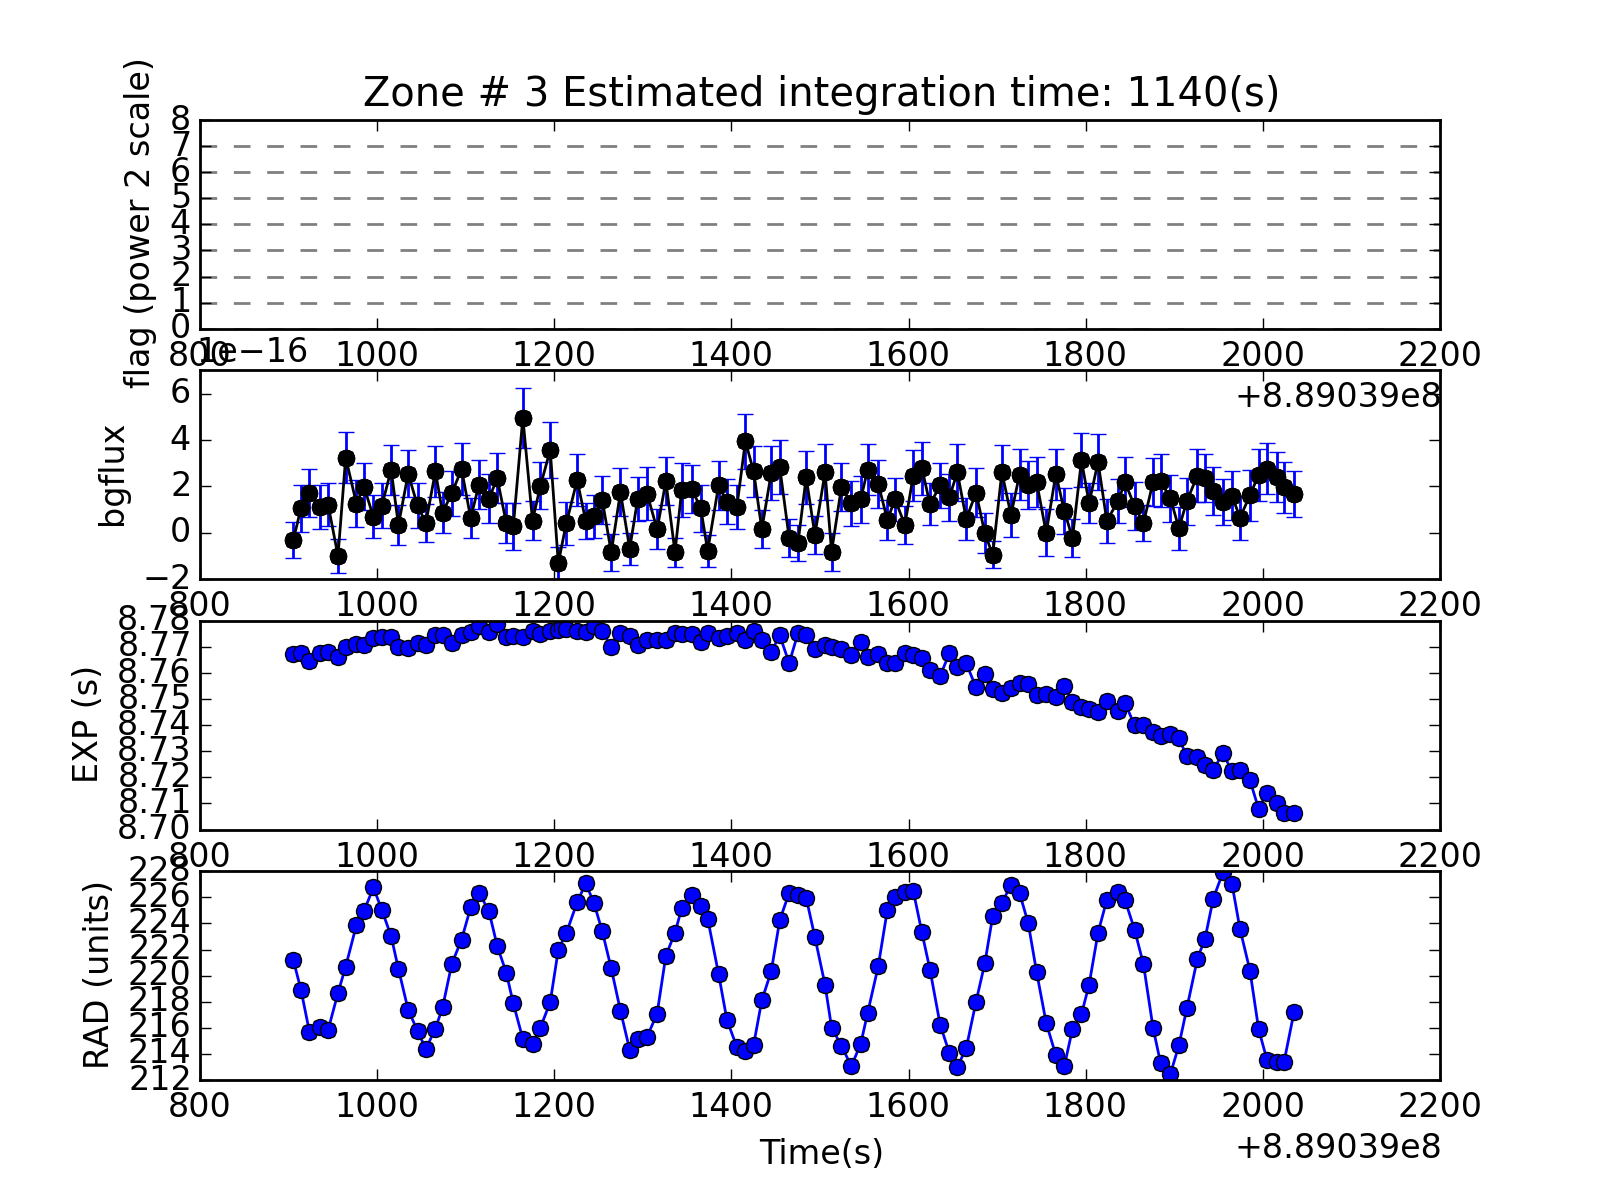 Zone # 3 Estimated integration time: 1140(s)
flag (power 2 scale)
8
7
6
5
4
3
2
1
0
800 1000 1200 1400 1600 1800 2000 2200
1e−16
+8.89039e8
bgflux
6
4
2
0
−2
800 1000 1200 1400 1600 1800 2000 2200
EXP (s)
8.78
8.77
8.76
8.75
8.74
8.73
8.72
8.71
8.70
800 1000 1200 1400 1600 1800 2000 2200
RAD (units)
228
226
224
222
220
218
216
214
212
800 1000 1200 1400 1600 1800 2000 2200
Time(s)
+8.89039e8